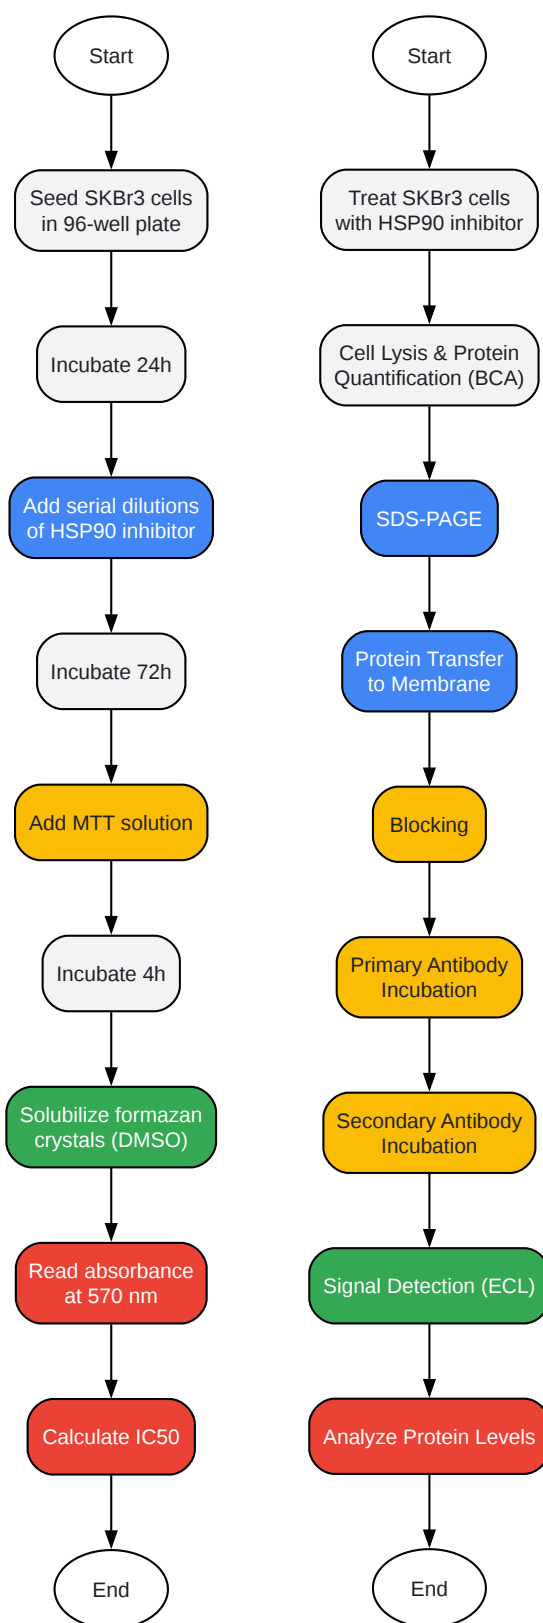 Start
Seed SKBr3 cells
in 96-well plate
Incubate 24h
Add serial dilutions
of HSP90 inhibitor
Incubate 72h
Add MTT solution
Incubate 4h
Solubilize formazan
crystals (DMSO)
Read absorbance
at 570 nm
Calculate IC50
End
Start
Treat SKBr3 cells
with HSP90 inhibitor
Cell Lysis & Protein
Quantification (BCA)
SDS-PAGE
Protein Transfer
to Membrane
Blocking
Primary Antibody
Incubation
Secondary Antibody
Incubation
Signal Detection (ECL)
Analyze Protein Levels
End